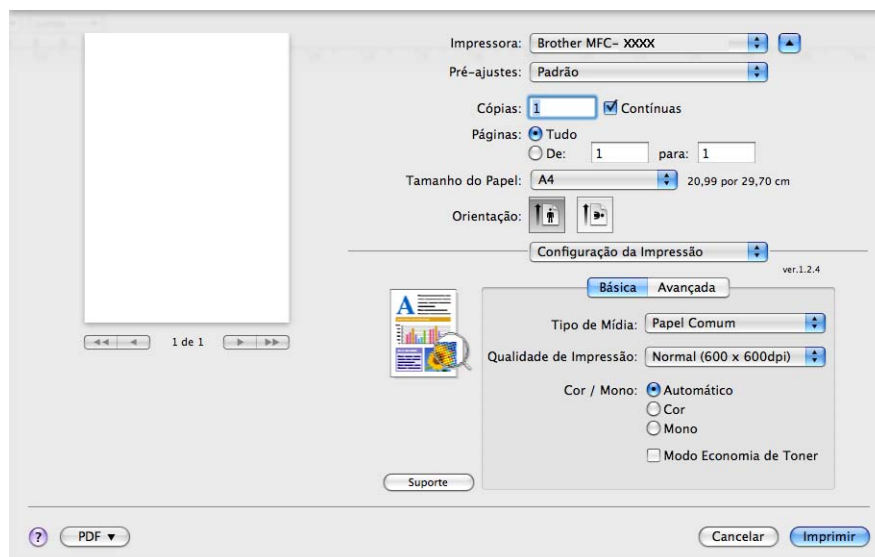 Impressora: Brother MFC- XXXX
Pré-ajustes: Padrão
Cópias: 1 Contínuas
Páginas: Tudo
De: 1 para: 1
Tamanho do Papel: A4 20,99 por 29,70 cm
Orientação:
Configuração da Impressão
ver.1.2.4
Básica Avançada
Tipo de Mídia: Papel Comum
Qualidade de Impressão: Normal (600 x 600dpi)
Cor / Mono: Automático
Cor
Mono
Modo Economia de Toner
1 de 1
Suporte
? PDF Cancelar Imprimir